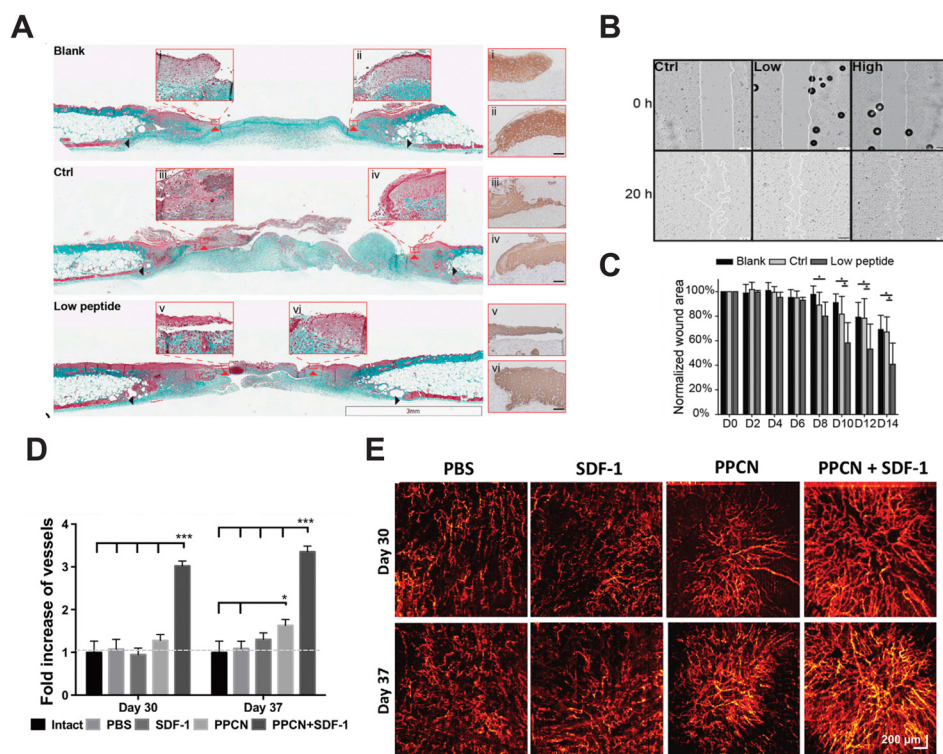 A
Blank
i
ii
i
ii
Ctrl
iii
iv
iii
iv
Low peptide
v
vi
v
vi
3mm
B
Ctrl
Low
High
0 h
20 h
C
Blank Ctrl Low peptide
Normalized wound area
100%
80%
60%
40%
20%
0%
*
*
*
*
*
*
*
D0 D2 D4 D6 D8 D10 D12 D14
D
Fold increase of vessels
4
3
2
1
0
***
***
*
Day 30 Day 37
Intact PBS SDF-1 PPCN PPCN+SDF-1
E
PBS SDF-1 PPCN PPCN + SDF-1
Day 30
Day 37
200 μm